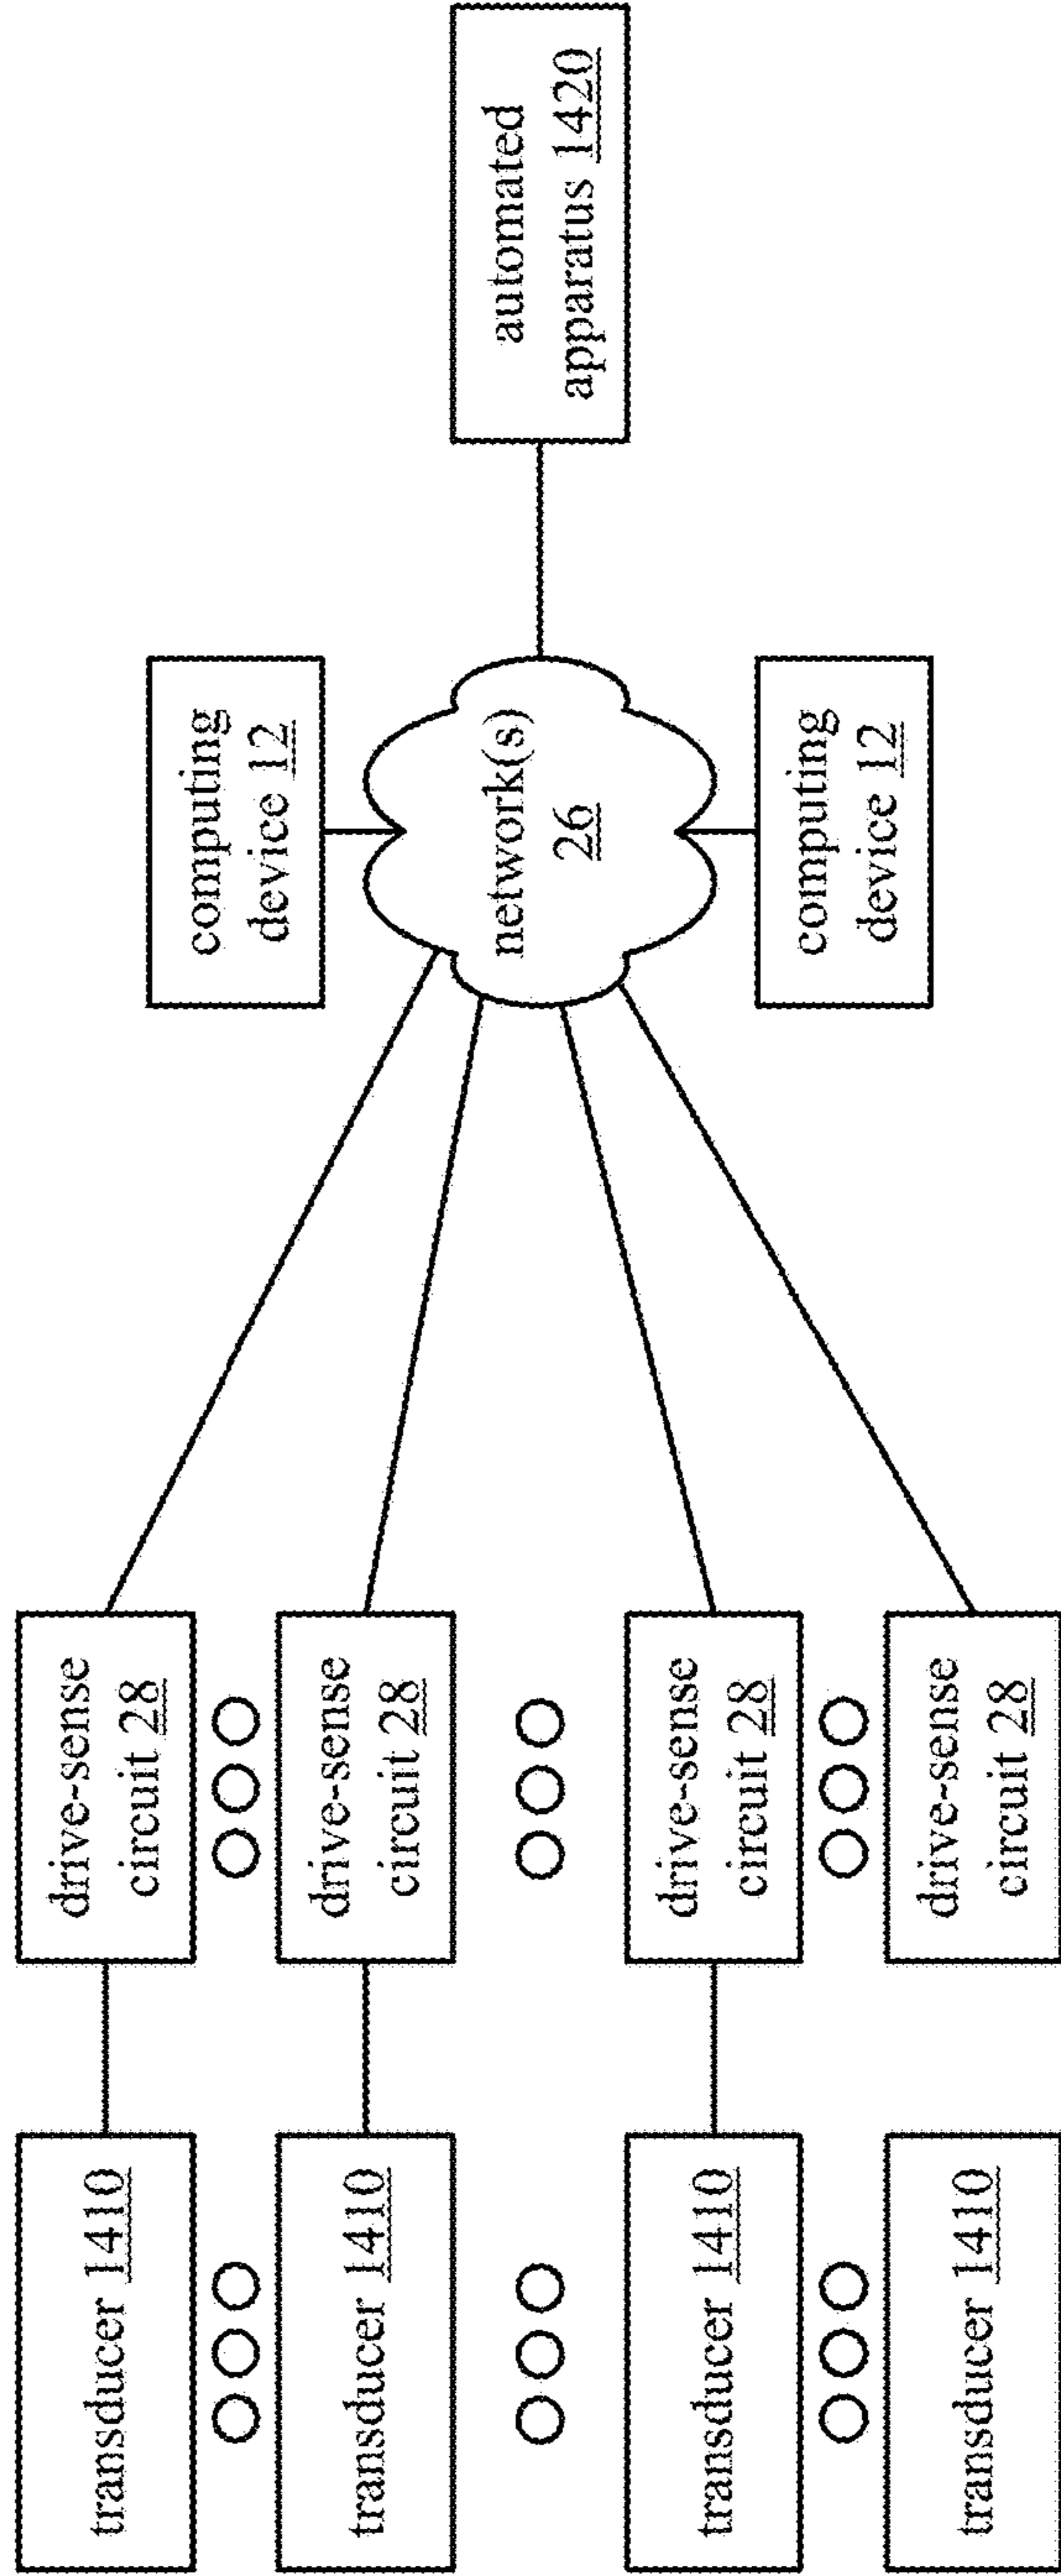 transducer 1410
transducer 1410
transducer 1410
transducer 1410
drive-sense
circuit 28
drive-sense
circuit 28
drive-sense
circuit 28
drive-sense
circuit 28
computing
device 12
network(s)
26
computing
device 12
automated
apparatus 1420